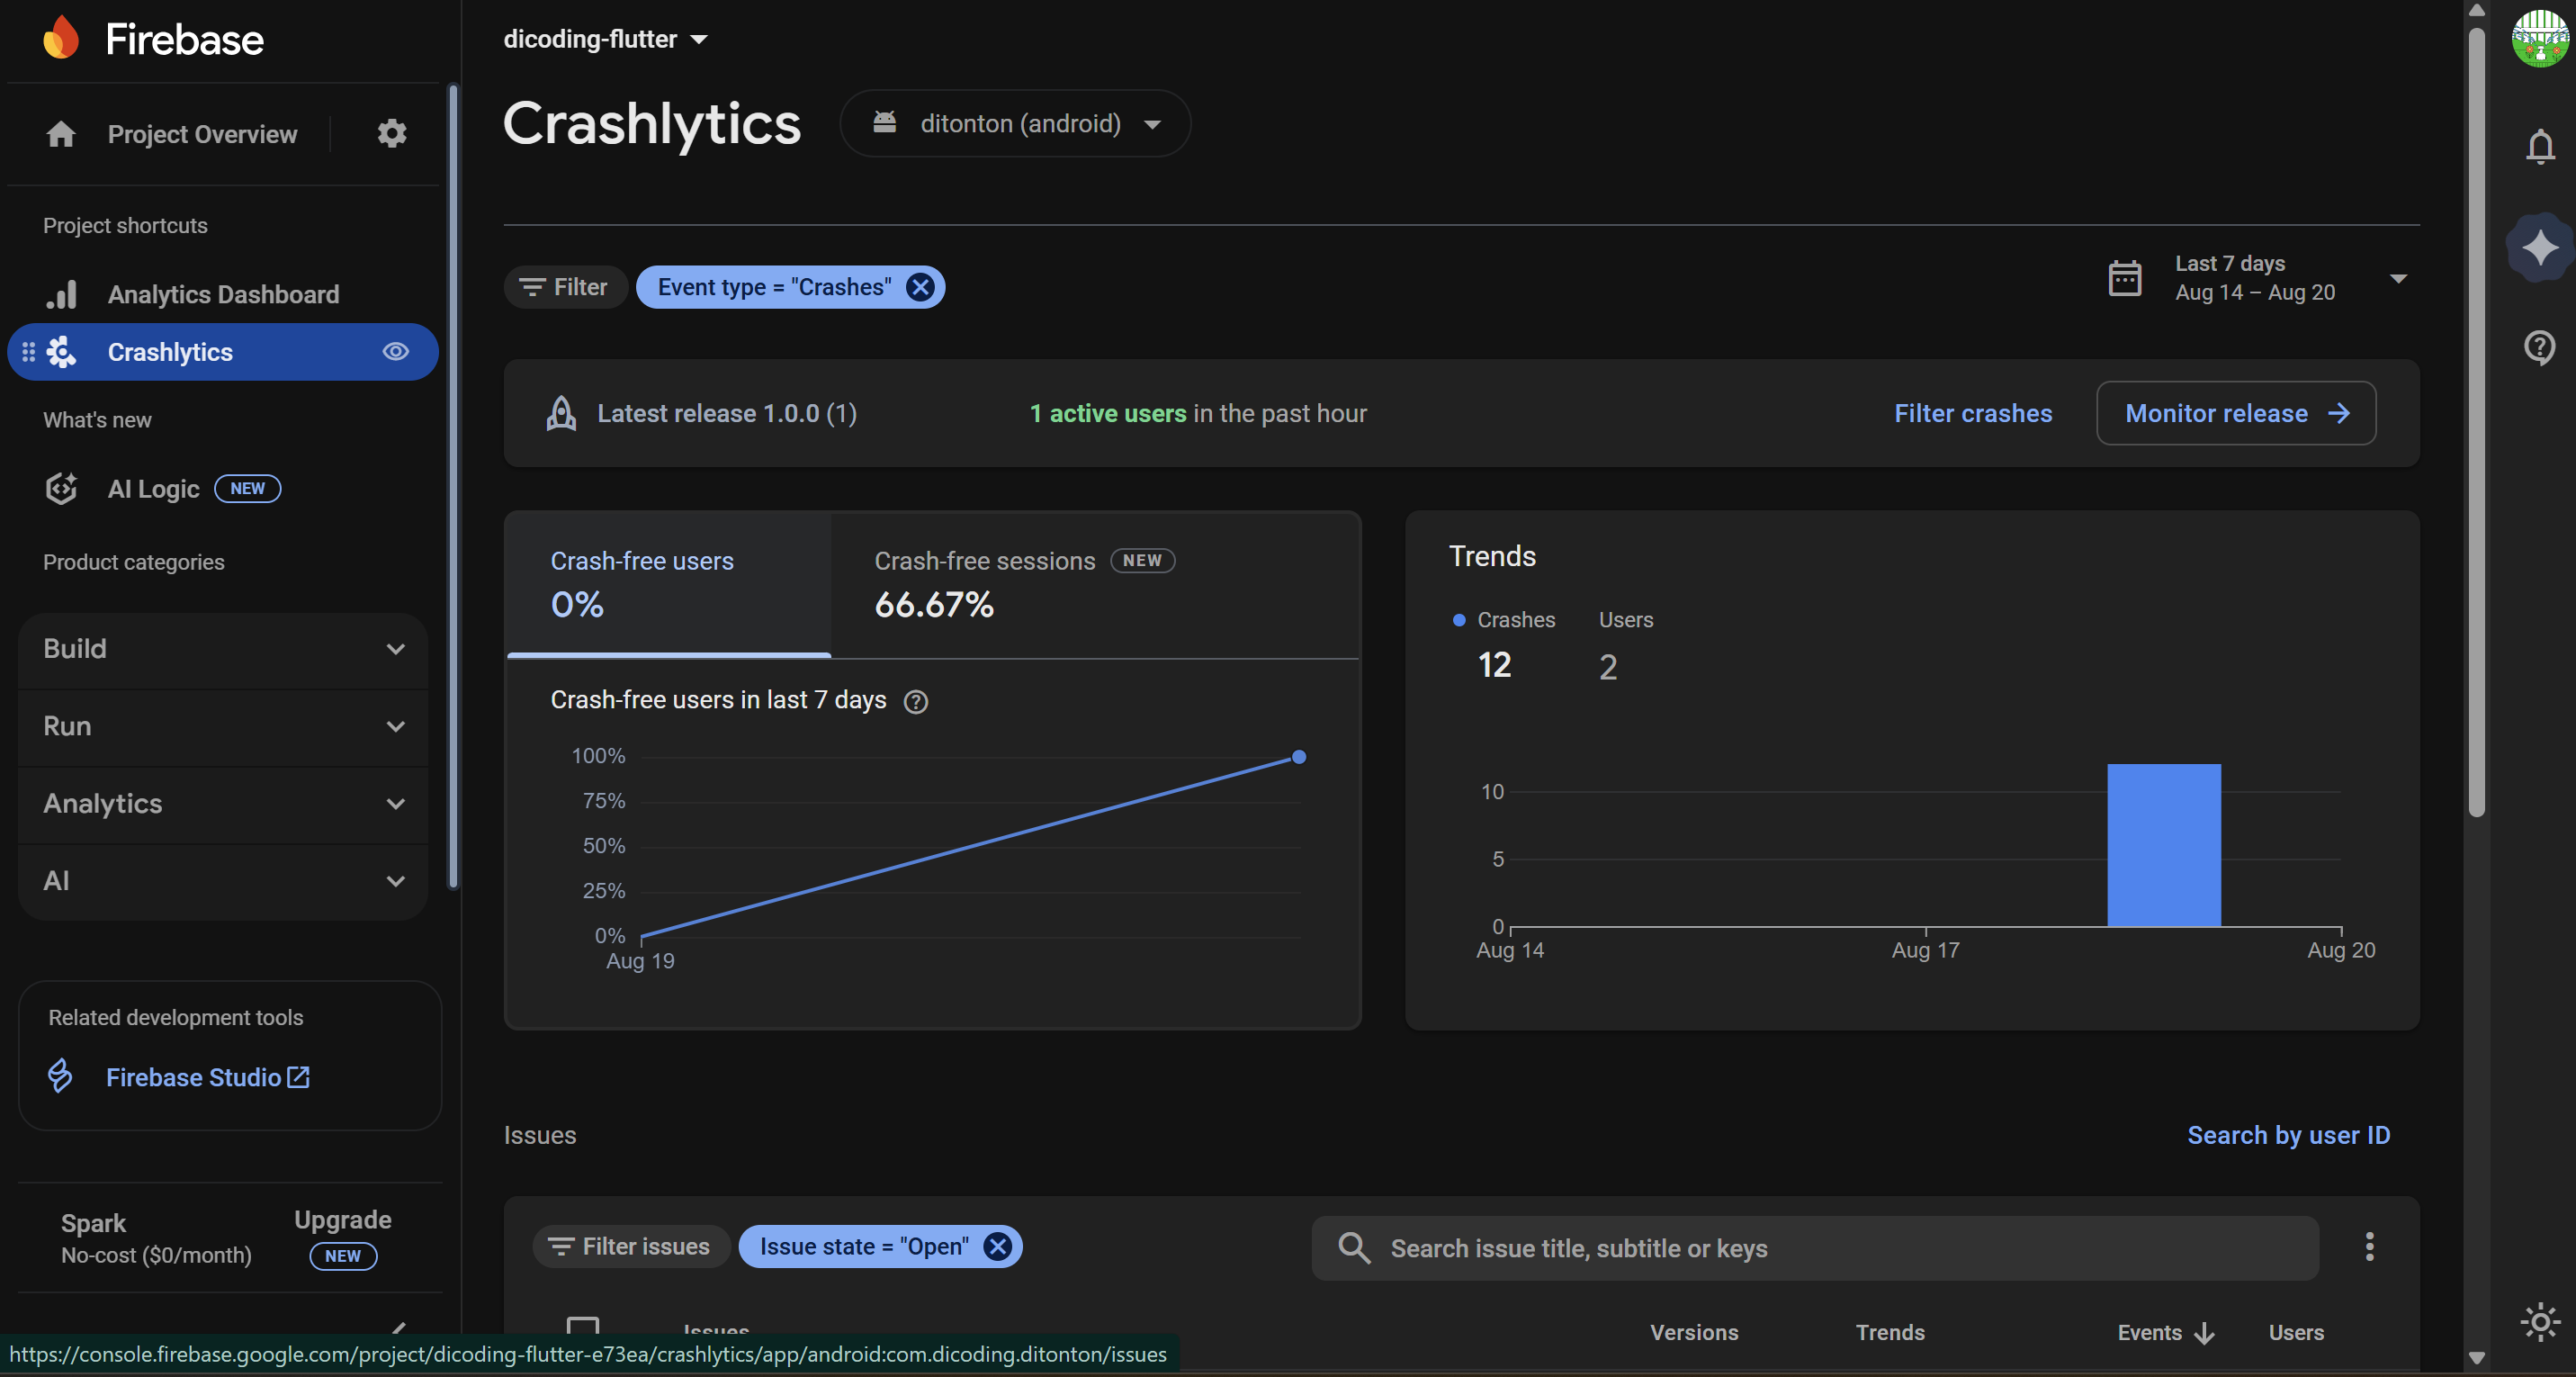 Firebase
Project Overview
Project shortcuts
Analytics Dashboard
Crashlytics
What's new
AI Logic NEW
Product categories
Build
Run
Analytics
AI
Related development tools
Firebase Studio
Spark
No-cost ($0/month)
Upgrade
NEW
dicoding-flutter
Crashlytics
ditonton (android)
Filter
Event type = "Crashes"
Last 7 days
Aug 14 – Aug 20
Latest release 1.0.0 (1)
1 active users in the past hour
Filter crashes
Monitor release
Crash-free users
0%
Crash-free sessions NEW
66.67%
Crash-free users in last 7 days
100%
75%
50%
25%
0%
Aug 19
Trends
Crashes Users
12 2
10
5
0
Aug 14 Aug 17 Aug 20
Issues
Search by user ID
Filter issues
Issue state = "Open"
Search issue title, subtitle or keys
Issues Versions Trends Events Users
https://console.firebase.google.com/project/dicoding-flutter-e73ea/crashlytics/app/android:com.dicoding.ditonton/issues